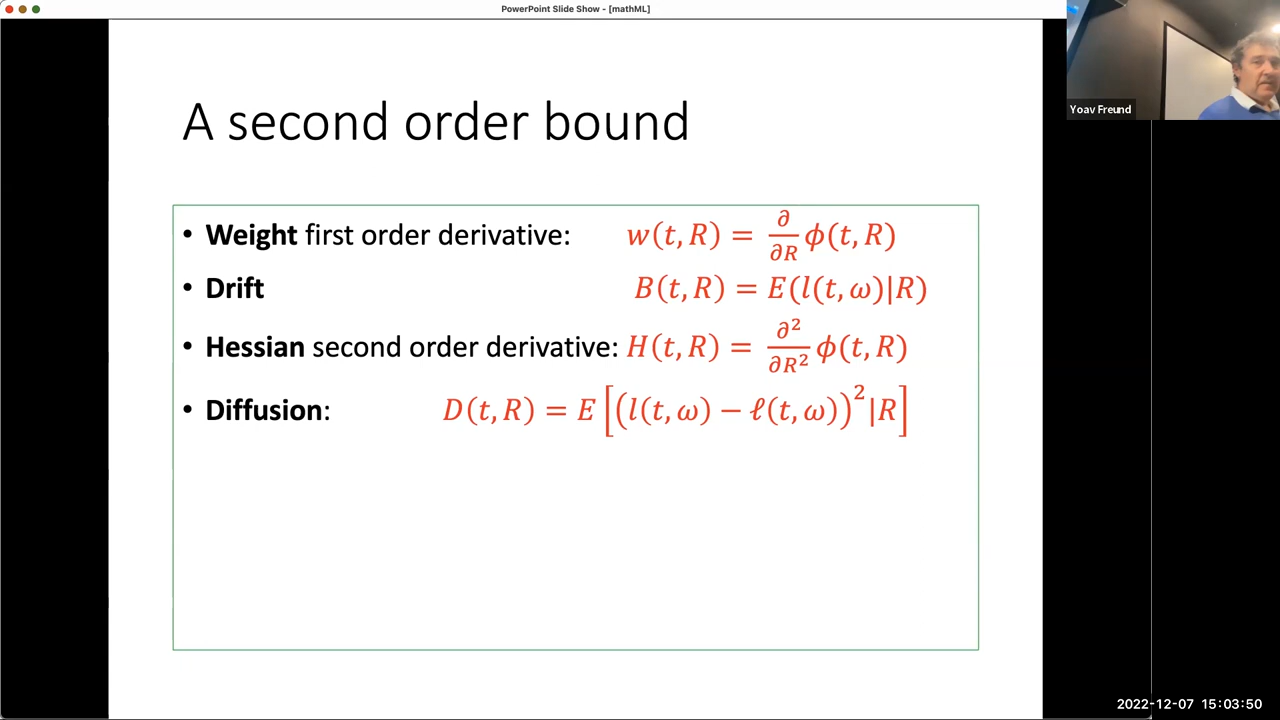 PowerPoint Slide Show - [mathML]
Yoav Freund
A second order bound
• Weight first order derivative: w(t, R) = ∂/∂R ϕ(t, R)
• Drift B(t, R) = E(l(t, ω)|R)
• Hessian second order derivative: H(t, R) = ∂²/∂R² ϕ(t, R)
• Diffusion: D(t, R) = E[(l(t, ω) − ℓ(t, ω))²|R]
2022-12-07 15:03:50